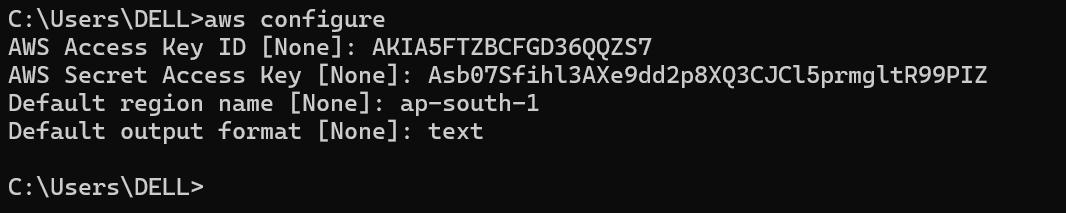 C:\Users\DELL>aws configure
AWS Access Key ID [None]: AKIA5FTZBCFGD36QQZS7
AWS Secret Access Key [None]: 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
Default region name [None]: ap-south-1
Default output format [None]: text
C:\Users\DELL>